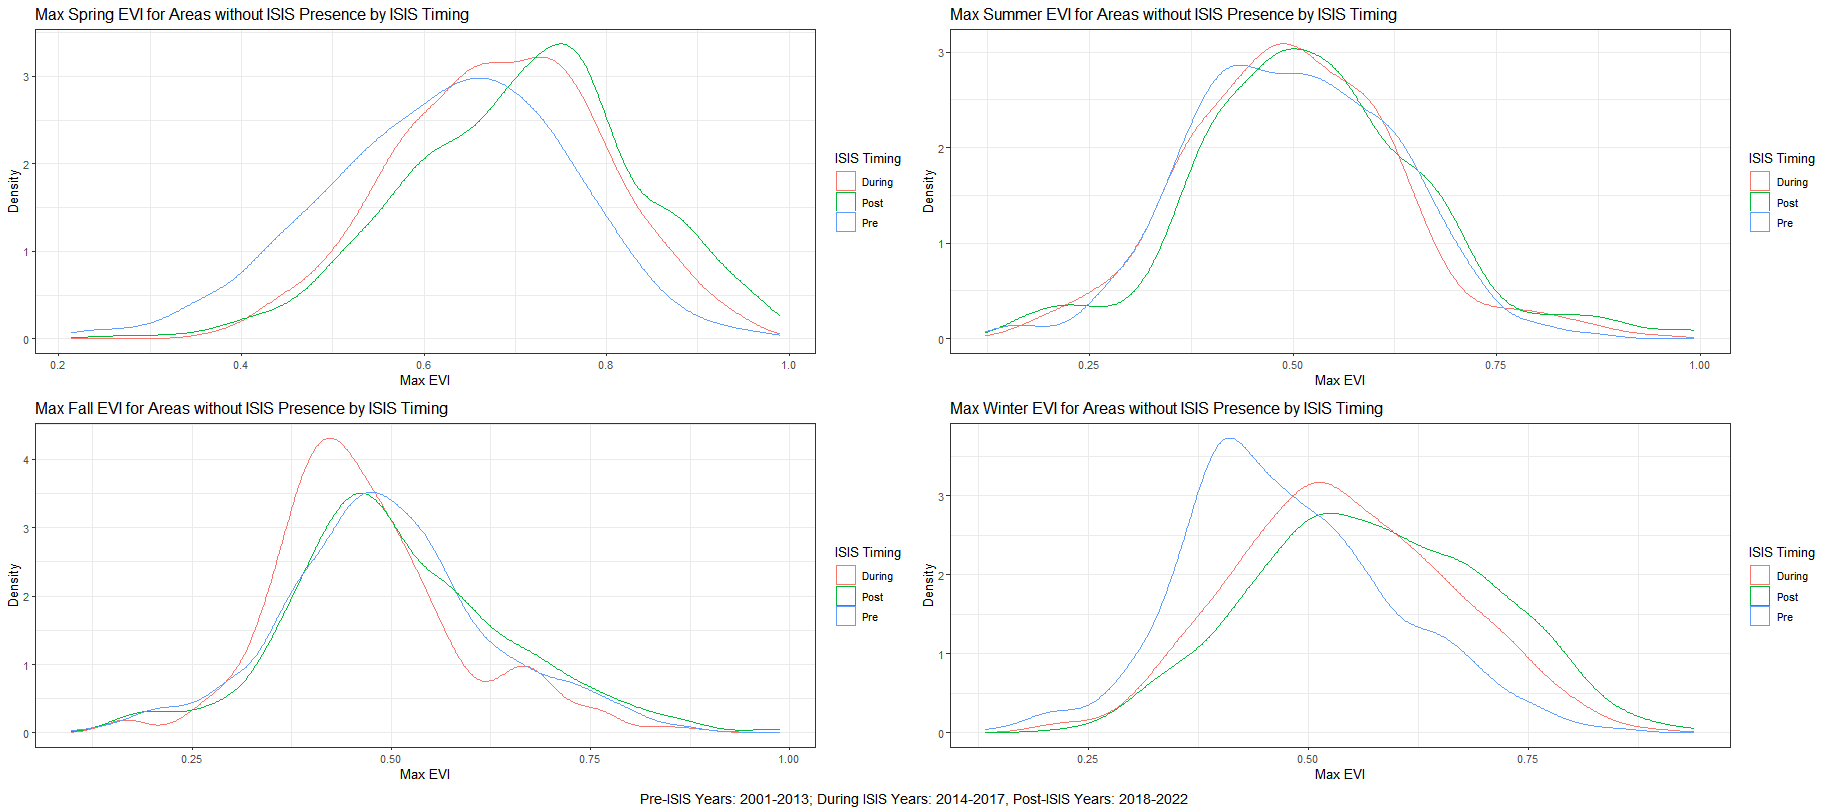 Max Spring EVI for Areas without ISIS Presence by ISIS Timing
Density
3
2
1
0
0.2 0.4 0.6 0.8 1.0
Max EVI
ISIS Timing
During
Post
Pre
Max Summer EVI for Areas without ISIS Presence by ISIS Timing
Density
3
2
1
0
0.25 0.50 0.75 1.00
Max EVI
ISIS Timing
During
Post
Pre
Max Fall EVI for Areas without ISIS Presence by ISIS Timing
Density
4
3
2
1
0
0.25 0.50 0.75 1.00
Max EVI
ISIS Timing
During
Post
Pre
Max Winter EVI for Areas without ISIS Presence by ISIS Timing
Density
3
2
1
0
0.25 0.50 0.75
Max EVI
ISIS Timing
During
Post
Pre
Pre-ISIS Years: 2001-2013; During ISIS Years: 2014-2017, Post-ISIS Years: 2018-2022